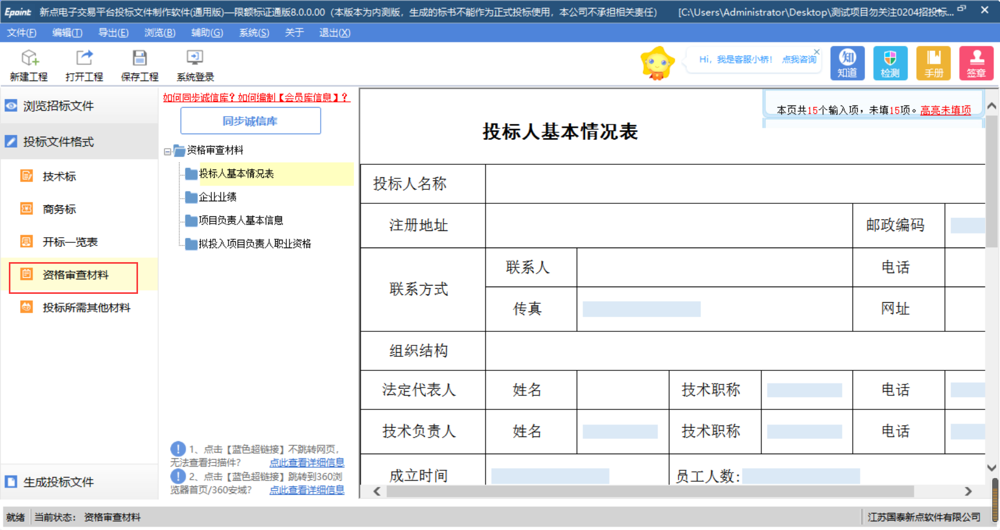 Epoint 新点电子交易平台投标文件制作软件(通用版)—限额标证通版8.0.0.00（本版本为内测版，生成的标书不能作为正式投标使用，本公司不承担相关责任） [C:\Users\Administrator\Desktop\测试项目勿关注0204招投标...
文件(F) 编辑(T) 导出(E) 浏览(B) 辅助(G) 系统(S) 关于 退出(X)
新建工程 打开工程 保存工程 系统登录
Hi，我是客服小桥！ 点我咨询
知
知道 检测 手册 签章
浏览招标文件
投标文件格式
技术标
商务标
开标一览表
资格审查材料
投标所需其他材料
生成投标文件
如何同步诚信库？如何编制【会员库信息】？
同步诚信库
资格审查材料
投标人基本情况表
企业业绩
项目负责人基本信息
拟投入项目负责人职业资格
1、点击【蓝色超链接】不跳转网页，
无法查看扫描件？ 点此查看详细信息
2、点击【蓝色超链接】跳转到360浏
览器首页/360安域？ 点此查看详细信息
本页共15个输入项，未填15项。高亮未填项
投标人基本情况表
投标人名称
注册地址 邮政编码
联系方式 联系人 电话
传真 网址
组织结构
法定代表人 姓名 技术职称 电话
技术负责人 姓名 技术职称 电话
成立时间 员工人数:
就绪 当前状态： 资格审查材料 江苏国泰新点软件有限公司